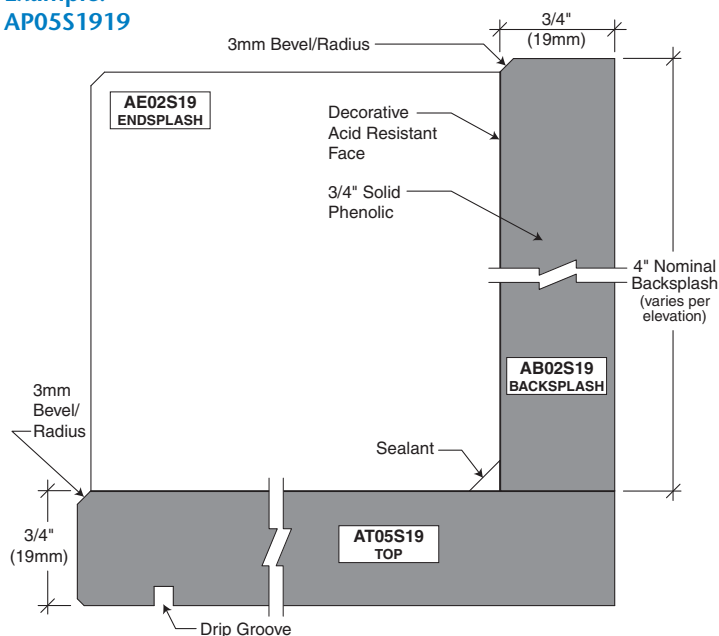 AP05S1919
3/4"
(19mm)
3mm Bevel/Radius
AE02S19
ENDSPLASH
Decorative
Acid Resistant
Face
3/4" Solid
Phenolic
4" Nominal
Backsplash
(varies per
elevation)
AB02S19
BACKSPLASH
3mm
Bevel/
Radius
Sealant
3/4"
(19mm)
AT05S19
TOP
Drip Groove